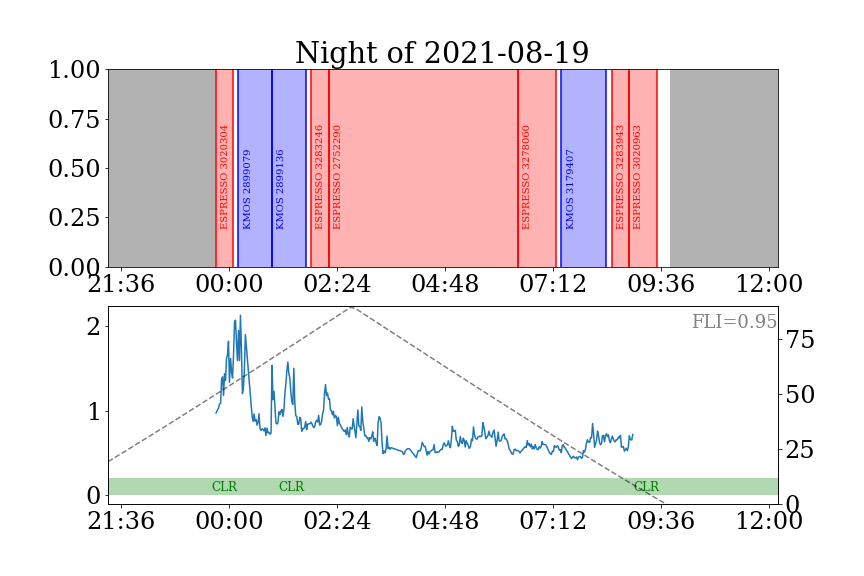 Night of 2021-08-19
1.00
0.75
0.50
0.25
0.00
ESPRESSO 3020304
KMOS 2899079
KMOS 2899136
ESPRESSO 3283246
ESPRESSO 2752290
ESPRESSO 3278060
KMOS 3179407
ESPRESSO 3283943
ESPRESSO 3020963
21:36 00:00 02:24 04:48 07:12 09:36 12:00
FLI=0.95
2
1
0
75
50
25
0
CLR CLR CLR
21:36 00:00 02:24 04:48 07:12 09:36 12:00